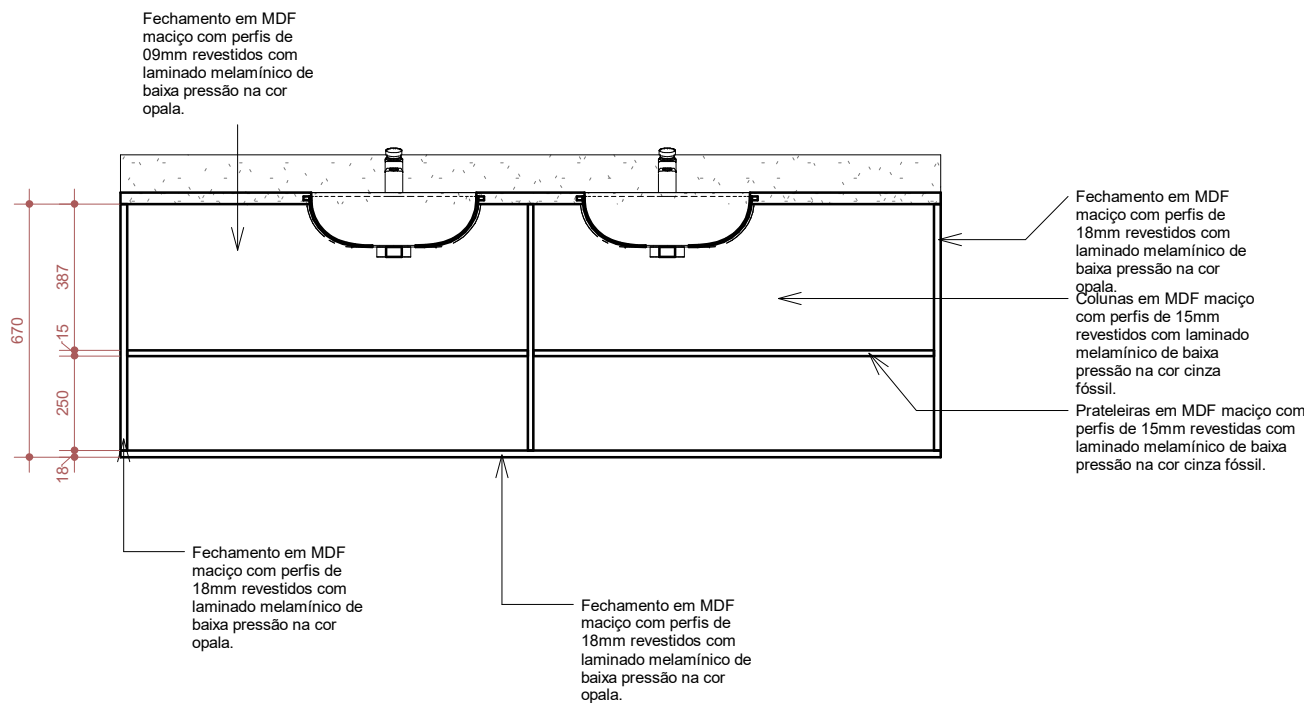 Fechamento em MDF
maciço com perfis de
09mm revestidos com
laminado melamínico de
baixa pressão na cor
opala.
670
387
15
250
18
Fechamento em MDF
maciço com perfis de
18mm revestidos com
laminado melamínico de
baixa pressão na cor
opala.
Colunas em MDF maciço
com perfis de 15mm
revestidos com laminado
melamínico de baixa
pressão na cor cinza
fóssil.
Prateleiras em MDF maciço com
perfis de 15mm revestidas com
laminado melamínico de baixa
pressão na cor cinza fóssil.
Fechamento em MDF
maciço com perfis de
18mm revestidos com
laminado melamínico de
baixa pressão na cor
opala.
Fechamento em MDF
maciço com perfis de
18mm revestidos com
laminado melamínico de
baixa pressão na cor
opala.